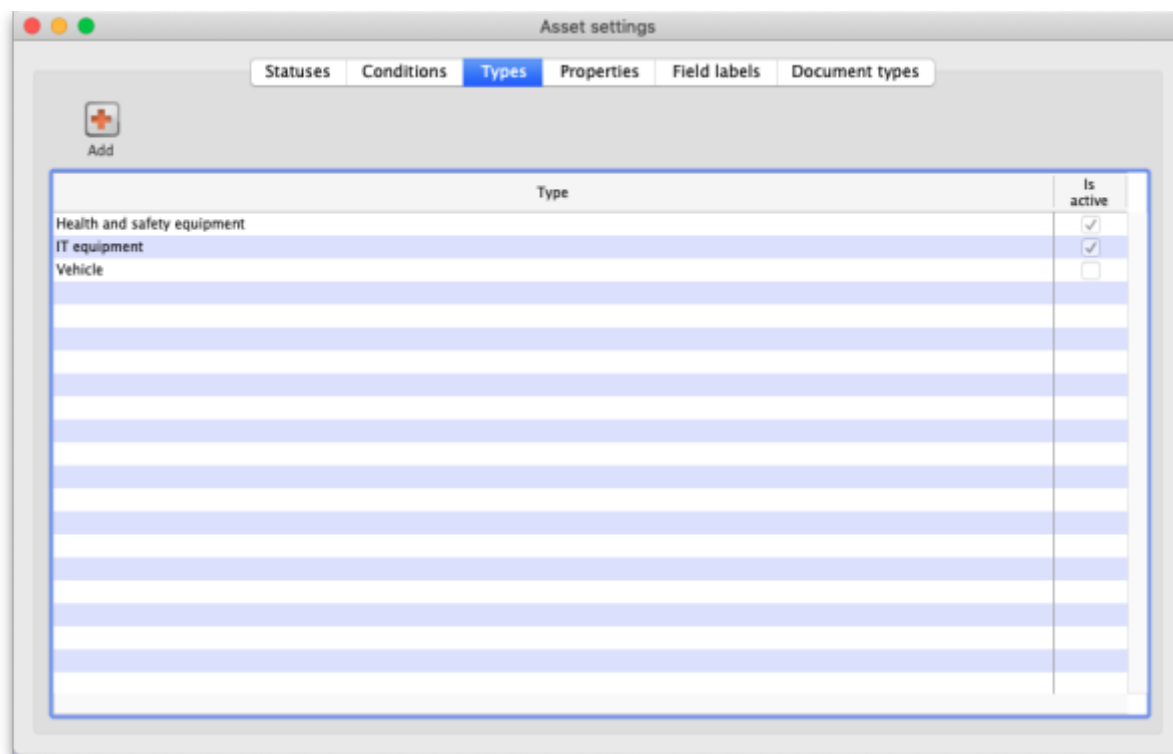 Asset settings
Statuses Conditions Types Properties Field labels Document types
Add
Type Is active
Health and safety equipment
IT equipment
Vehicle